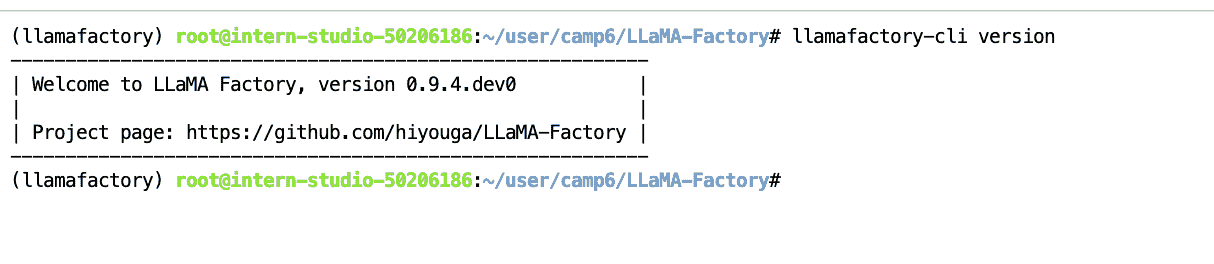 (llamafactory) root@intern-studio-50206186:~/user/camp6/LLaMA-Factory# llamafactory-cli version
----------------------------------------------------------
| Welcome to LLaMA Factory, version 0.9.4.dev0           |
|                                                        |
| Project page: https://github.com/hiyouga/LLaMA-Factory |
----------------------------------------------------------
(llamafactory) root@intern-studio-50206186:~/user/camp6/LLaMA-Factory#